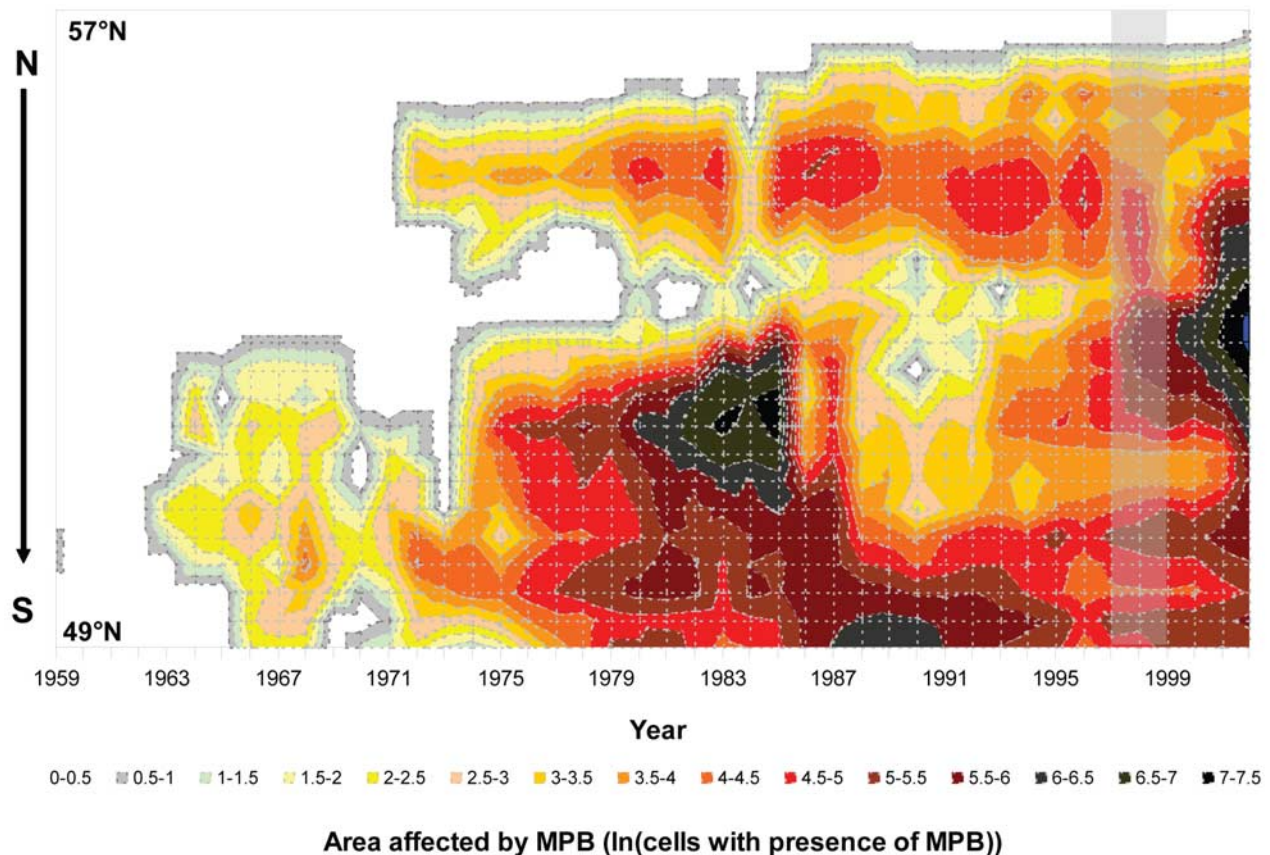 57°N
N
S
49°N
1959 1963 1967 1971 1975 1979 1983 1987 1991 1995 1999
Year
0-0.5 0.5-1 1-1.5 1.5-2 2-2.5 2.5-3 3-3.5 3.5-4 4-4.5 4.5-5 5-5.5 5.5-6 6-6.5 6.5-7 7-7.5
Area affected by MPB (ln(cells with presence of MPB))